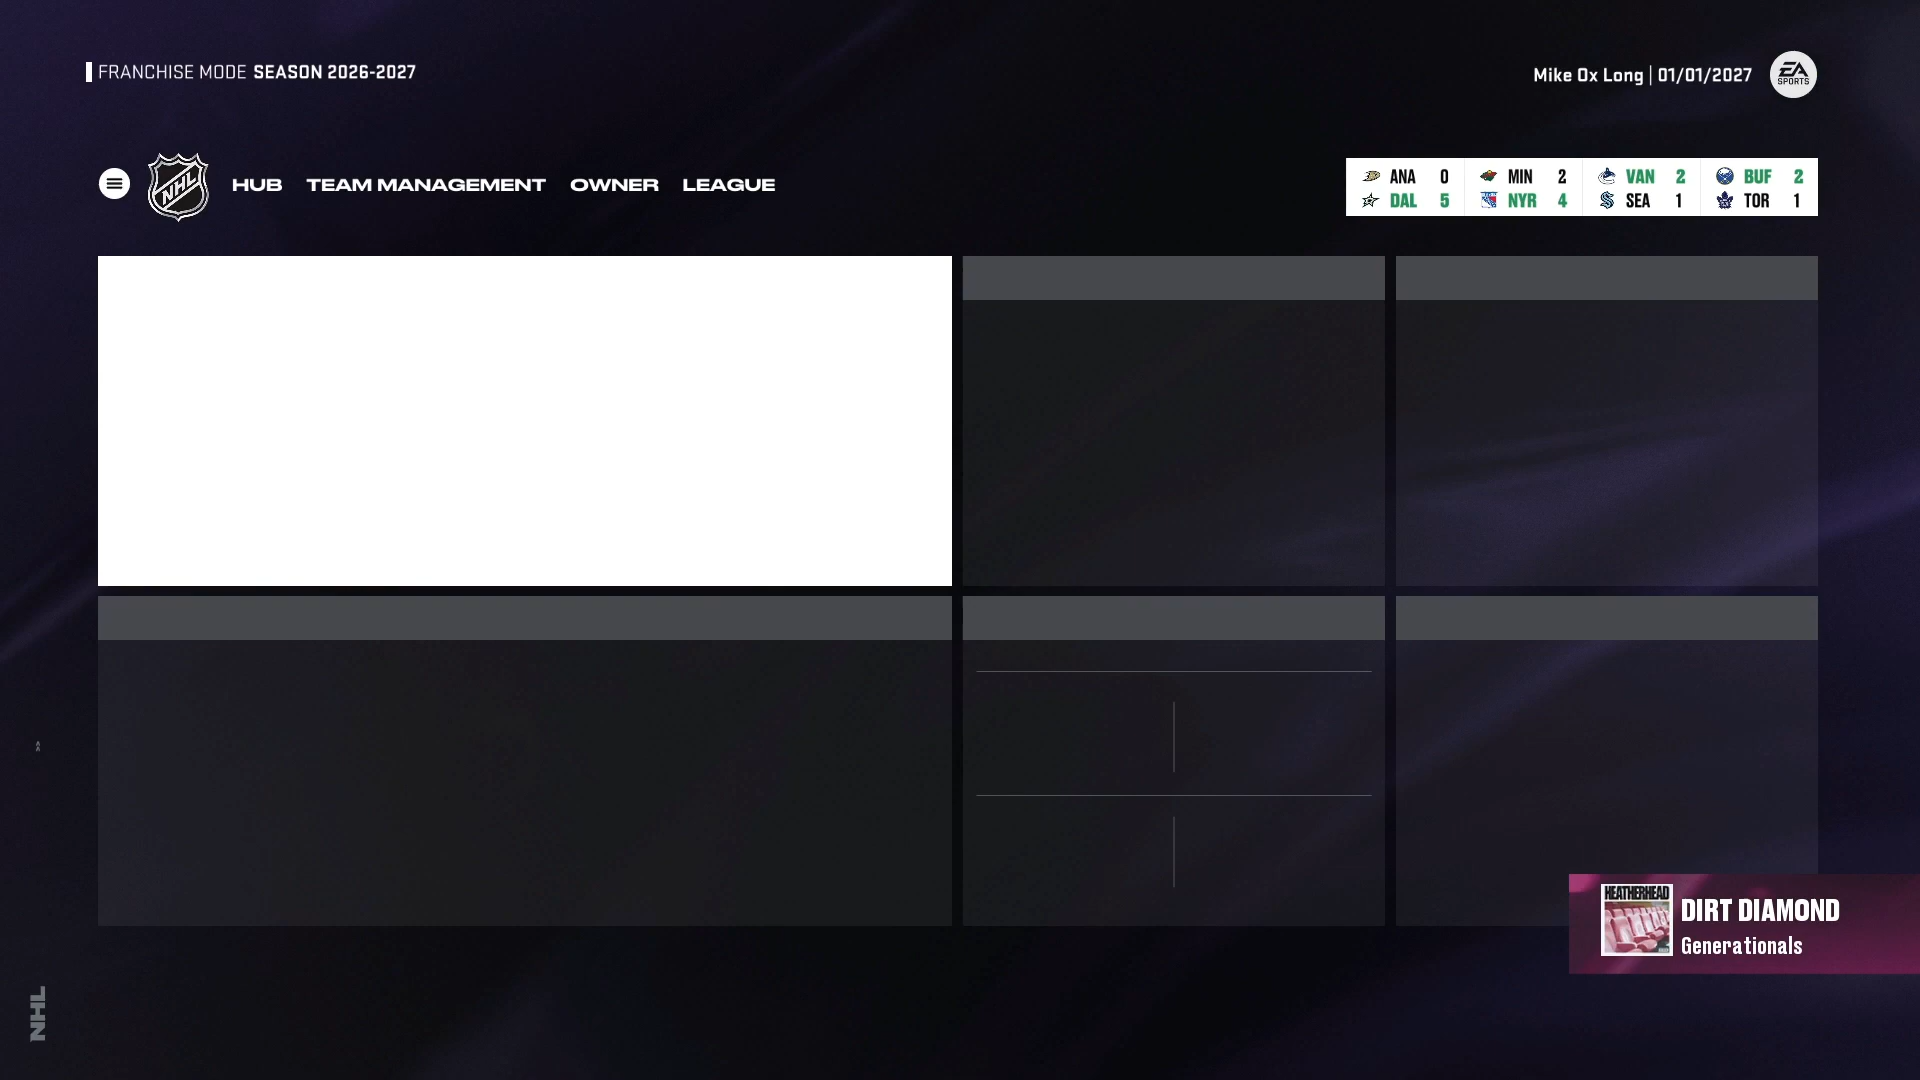 FRANCHISE MODE SEASON 2026-2027
Mike Ox Long | 01/01/2027
EA SPORTS
NHL
HUB TEAM MANAGEMENT OWNER LEAGUE
ANA 0 MIN 2 VAN 2 BUF 2
DAL 5 NYR 4 SEA 1 TOR 1
HEATHERHEAD
DIRT DIAMOND
Generationals
NHL